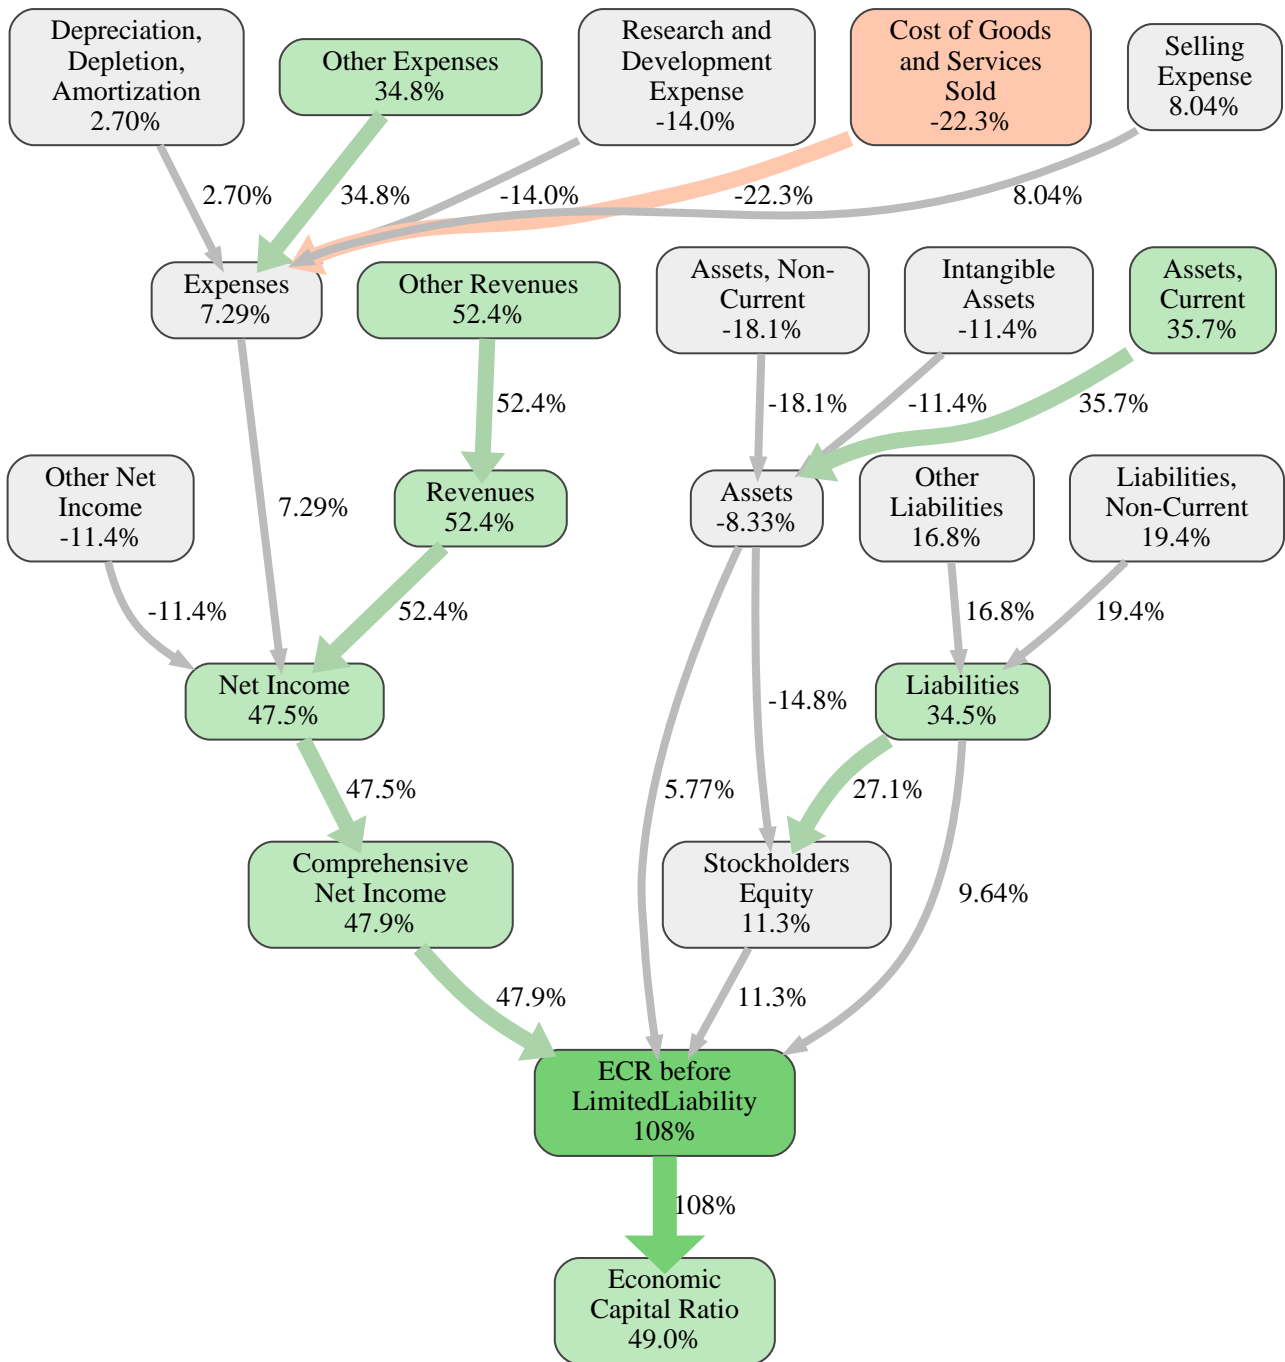 Depreciation,
Depletion,
Amortization
2.70%
Other Expenses
34.8%
Research and
Development
Expense
-14.0%
Cost of Goods
and Services
Sold
-22.3%
Selling
Expense
8.04%
2.70%
34.8%
-14.0%
-22.3%
8.04%
Expenses
7.29%
Other Revenues
52.4%
Assets, Non-
Current
-18.1%
Intangible
Assets
-11.4%
Assets,
Current
35.7%
52.4%
-18.1%
-11.4%
35.7%
Other Net
Income
-11.4%
7.29%
Revenues
52.4%
Assets
-8.33%
Other
Liabilities
16.8%
Liabilities,
Non-Current
19.4%
-11.4%
52.4%
16.8%
19.4%
Net Income
47.5%
-14.8%
Liabilities
34.5%
47.5%
5.77%
27.1%
Comprehensive
Net Income
47.9%
Stockholders
Equity
11.3%
9.64%
47.9%
11.3%
ECR before
LimitedLiability
108%
108%
Economic
Capital Ratio
49.0%